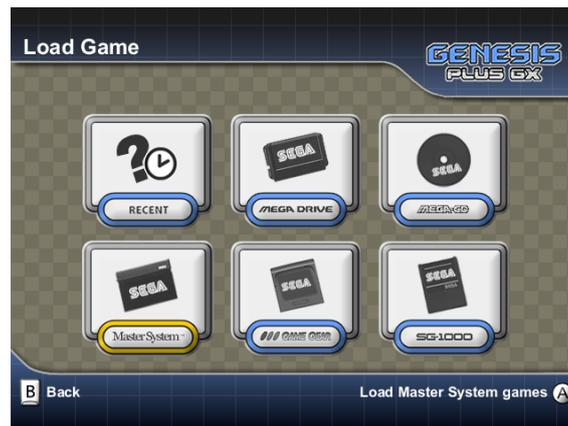 Load Game
GENESIS
PLUS GX
SEGA
SEGA
RECENT
MEGA DRIVE
MEGA-CD
SEGA
SEGA
SEGA
Master System
GAME GEAR
SG-1000
B Back
Load Master System games A